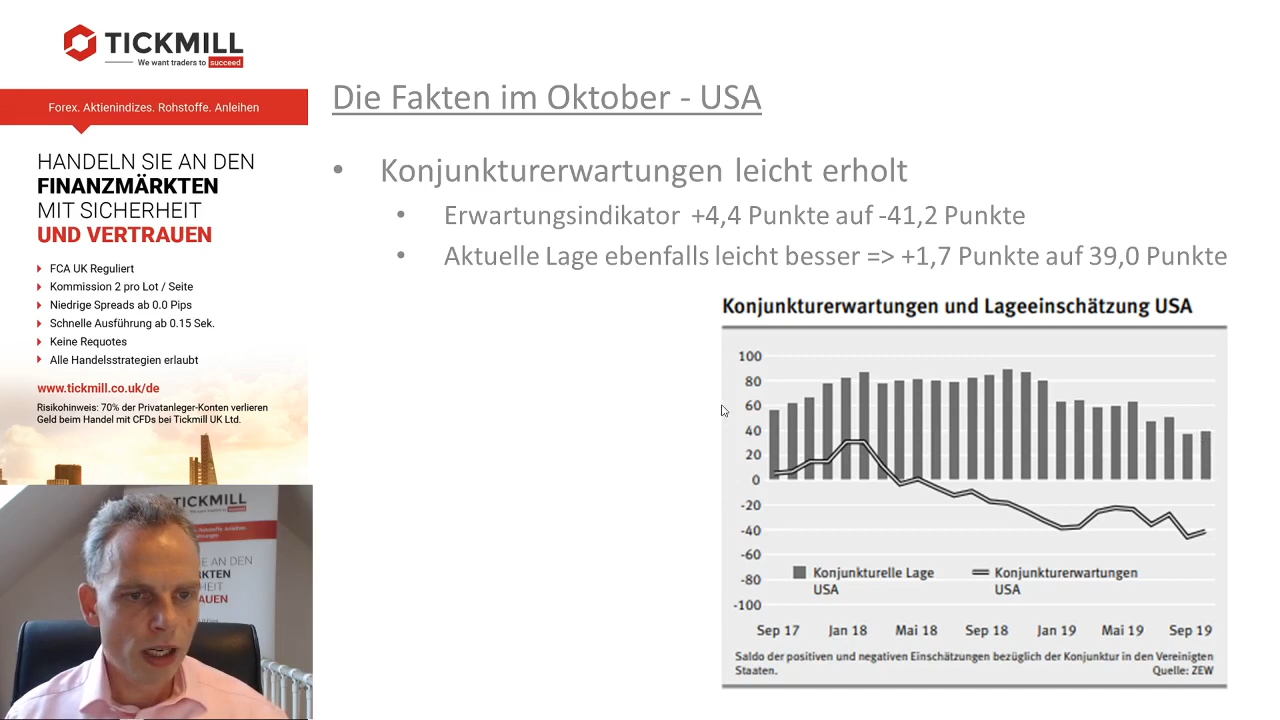 TICKMILL
We want traders to succeed
Forex. Aktienindizes. Rohstoffe. Anleihen
HANDELN SIE AN DEN
FINANZMÄRKTEN
MIT SICHERHEIT
UND VERTRAUEN
FCA UK Reguliert
Kommission 2 pro Lot / Seite
Niedrige Spreads ab 0.0 Pips
Schnelle Ausführung ab 0.15 Sek.
Keine Requotes
Alle Handelsstrategien erlaubt
www.tickmill.co.uk/de
Risikohinweis: 70% der Privatanleger-Konten verlieren
Geld beim Handel mit CFDs bei Tickmill UK Ltd.
Die Fakten im Oktober - USA
• Konjunkturerwartungen leicht erholt
• Erwartungsindikator +4,4 Punkte auf -41,2 Punkte
• Aktuelle Lage ebenfalls leicht besser => +1,7 Punkte auf 39,0 Punkte
Konjunkturerwartungen und Lageeinschätzung USA
100
80
60
40
20
0
-20
-40
-60
-80
-100
Konjunkturelle Lage
USA
Konjunkturerwartungen
USA
Sep 17 Jan 18 Mai 18 Sep 18 Jan 19 Mai 19 Sep 19
Saldo der positiven und negativen Einschätzungen bezüglich der Konjunktur in den Vereinigten
Staaten. Quelle: ZEW
TICKMILL
E AN DEN
RKTEN
HEIT
AUEN